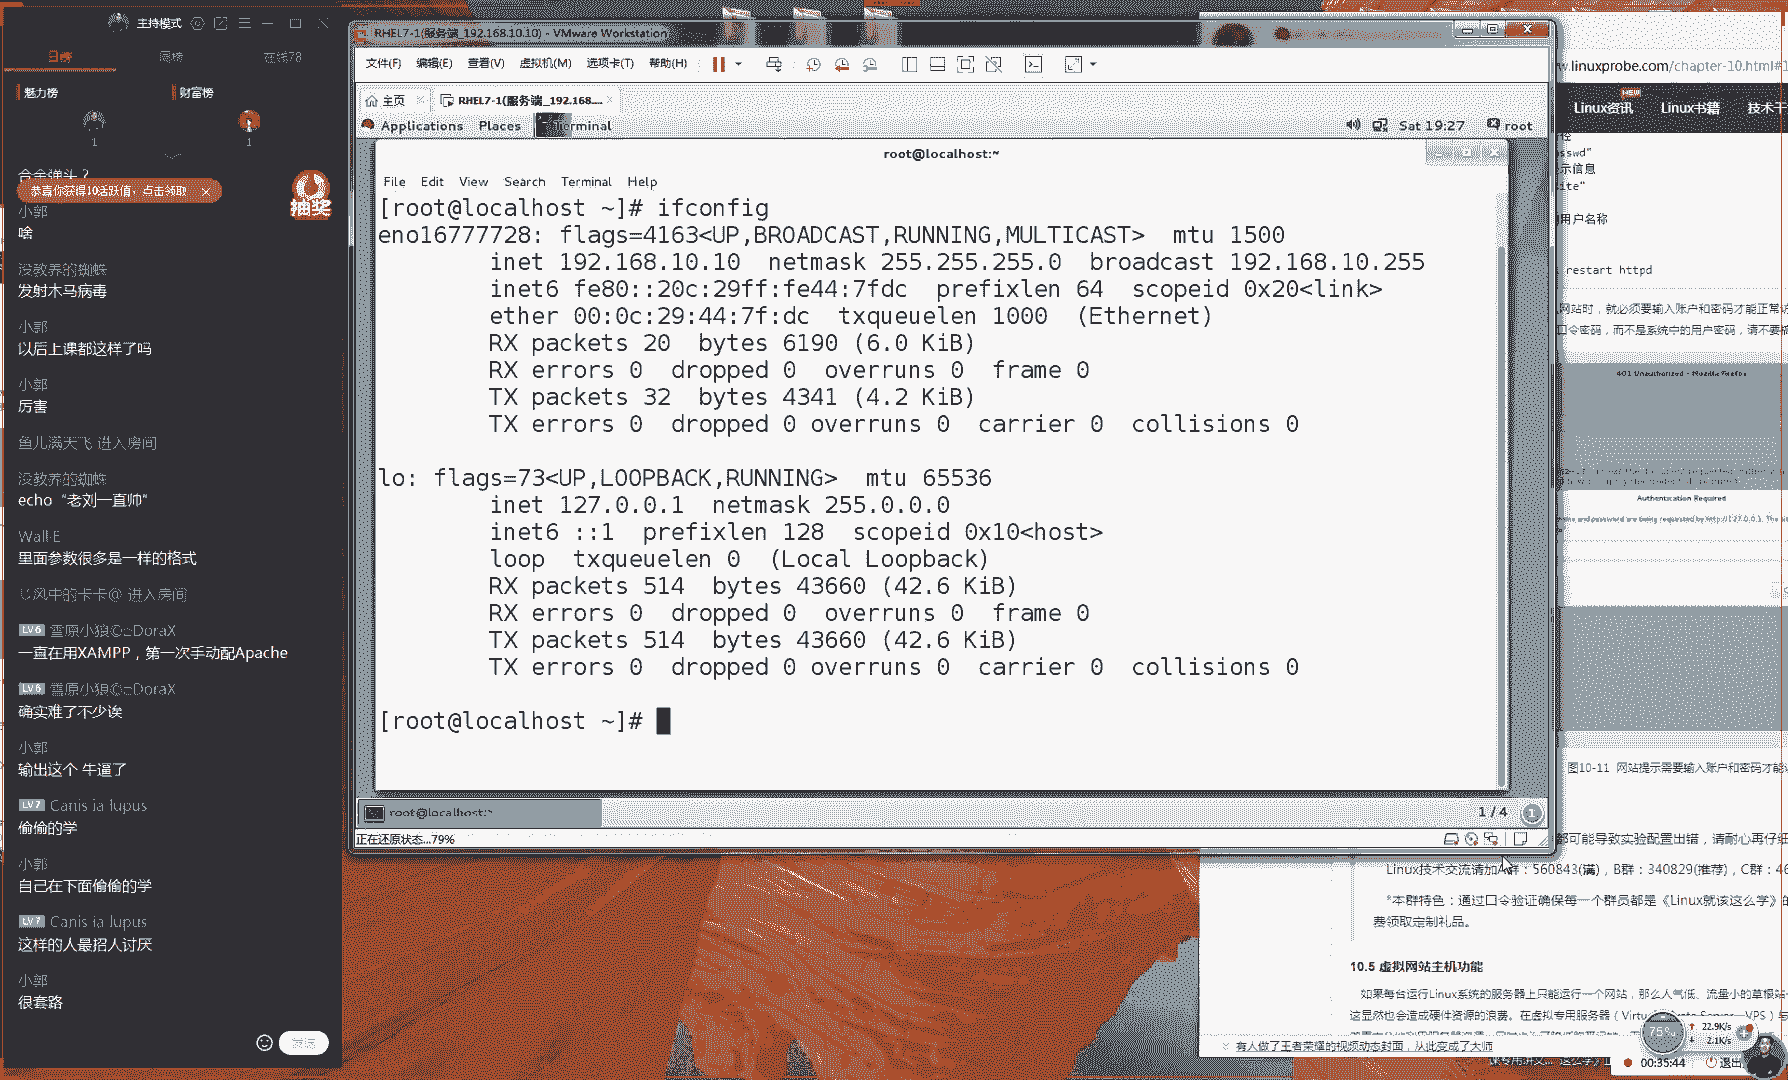 主持模式
日榜
周榜
在线78
魅力榜
财富榜
1
1
合金弹头？
恭喜你获得10活跃值，点击领取
抽奖
小郭
啥
没教养的蜘蛛
发射木马病毒
小郭
以后上课都这样了吗
小郭
厉害
鱼儿满天飞 进入房间
没教养的蜘蛛
echo“老刘一直帅”
Wall-E
里面参数很多是一样的格式
风中的卡卡@ 进入房间
LV6
一直在用XAMPP，第一次手动配Apache
LV6
确实难了不少诶
小郭
输出这个 牛逼了
LV7 Canis la lupus
偷偷的学
小郭
自己在下面偷偷的学
LV7 Canis la lupus
这样的人最招人讨厌
小郭
很套路
发送
RHEL7-1(服务端_192.168.10.10) - VMware Workstation
文件(F) 编辑(E) 查看(V) 虚拟机(M) 选项卡(T) 帮助(H)
主页
RHEL7-1(服务端_192.168....
Applications Places Terminal
Sat 19:27 root
root@localhost:~
File Edit View Search Terminal Help
[root@localhost ~]# ifconfig
eno16777728: flags=4163<UP,BROADCAST,RUNNING,MULTICAST>  mtu 1500
inet 192.168.10.10  netmask 255.255.255.0  broadcast 192.168.10.255
inet6 fe80::20c:29ff:fe44:7fdc  prefixlen 64  scopeid 0x20<link>
ether 00:0c:29:44:7f:dc  txqueuelen 1000  (Ethernet)
RX packets 20  bytes 6190 (6.0 KiB)
RX errors 0  dropped 0  overruns 0  frame 0
TX packets 32  bytes 4341 (4.2 KiB)
TX errors 0  dropped 0 overruns 0  carrier 0  collisions 0
lo: flags=73<UP,LOOPBACK,RUNNING>  mtu 65536
inet 127.0.0.1  netmask 255.0.0.0
inet6 ::1  prefixlen 128  scopeid 0x10<host>
loop  txqueuelen 0  (Local Loopback)
RX packets 514  bytes 43660 (42.6 KiB)
RX errors 0  dropped 0  overruns 0  frame 0
TX packets 514  bytes 43660 (42.6 KiB)
TX errors 0  dropped 0 overruns 0  carrier 0  collisions 0
[root@localhost ~]#
root@localhost:~
1 / 4
1
正在还原状态...79%
w.linuxprobe.com/chapter-10.html#1
Linux资讯 NEW Linux书籍 技术干
示信息
用户名称
restart httpd
网站时，就必须要输入账户和密码才能正常访
口令密码，而不是系统中的用户密码，请不要
401 Unauthorized - Mozilla Firefox
Authentication Required
图10-11 网站提示需要输入账户和密码才能
都可能导致实验配置出错，请耐心再仔细
Linux技术交流请加A群：560843(满)，B群：340829(推荐)，C群：46
*本群特色：通过口令验证确保每一个群员都是《Linux就该这么学》的
费领取定制礼品。
10.5 虚拟网站主机功能
如果每台运行Linux系统的服务器上只能运行一个网站，那么人气低、流量小的草根站
这显然也会造成硬件资源的浪费。在虚拟专用服务器（Virtual Private Server，VPS）与
有人做了王者荣耀的视频动态封面，从此变成了大师
75%
22.9K/s
2.1K/s
00:35:44
退出